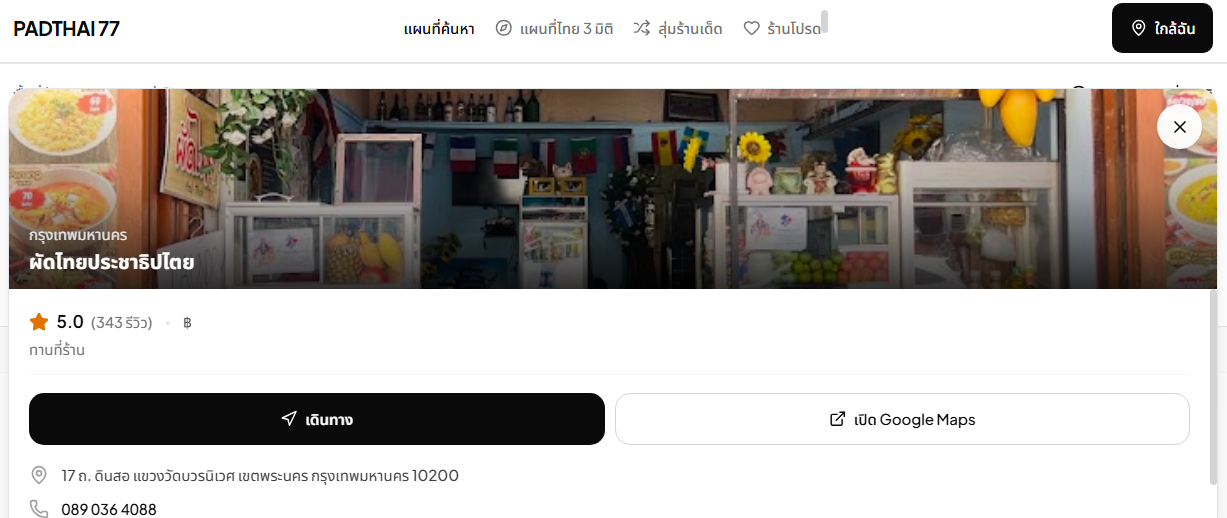 PADTHAI 77
แผนที่ค้นหา
แผนที่ไทย 3 มิติ
สุ่มร้านเด็ด
ร้านโปรด
ใกล้ฉัน
กรุงเทพมหานคร
ผัดไทยประชาธิปไตย
5.0 (343 รีวิว) · ฿
ทานที่ร้าน
เดินทาง
เปิด Google Maps
17 ถ. ดินสอ แขวงวัดบวรนิเวศ เขตพระนคร กรุงเทพมหานคร 10200
089 036 4088